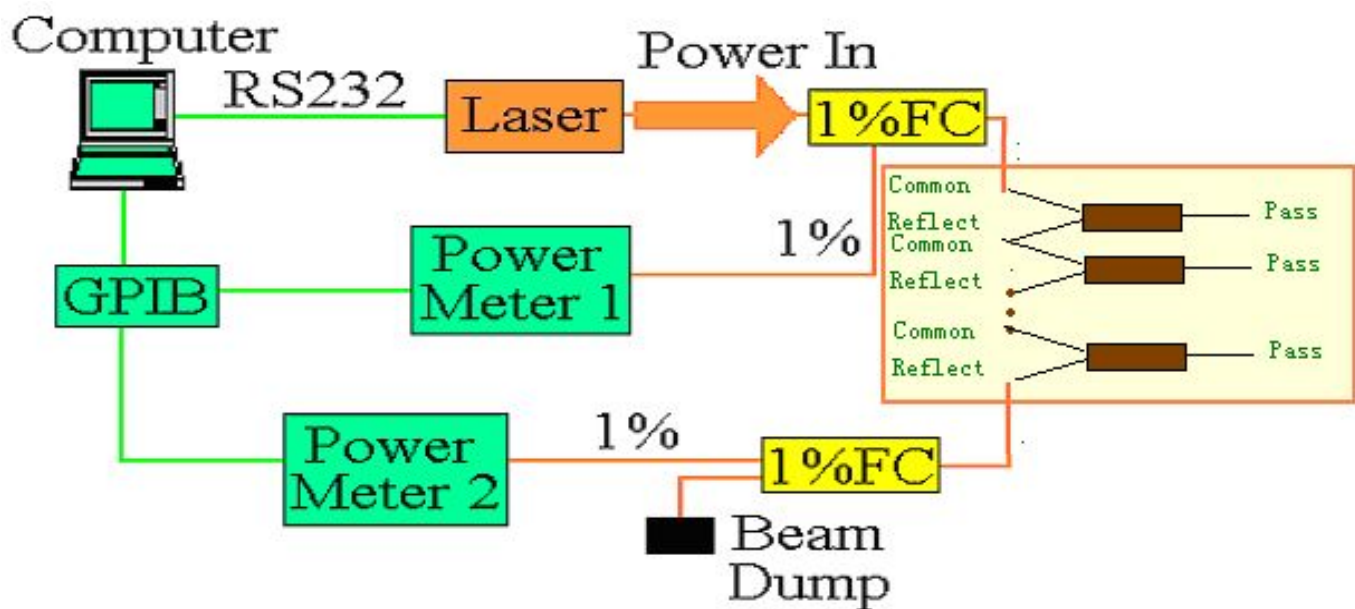 Computer
RS232
Power In
Laser
1%FC
Common
Reflect
Pass
Common
Reflect
Pass
Common
Reflect
Pass
1%
Power
Meter 1
GPIB
1%
Power
Meter 2
1%FC
Beam
Dump